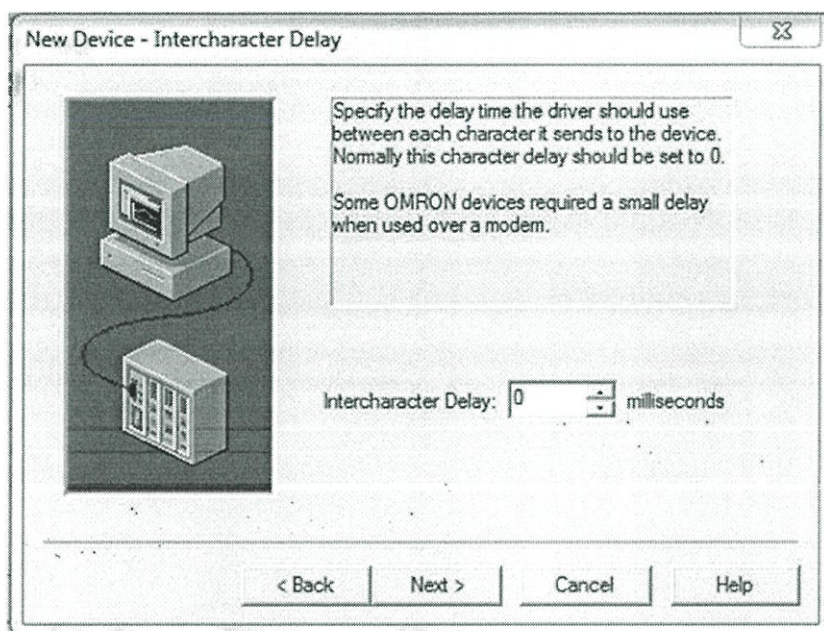 New Device - Intercharacter Delay
Specify the delay time the driver should use
between each character it sends to the device.
Normally this character delay should be set to 0.
Some OMRON devices required a small delay
when used over a modem.
Intercharacter Delay: 0 milliseconds
< Back Next > Cancel Help